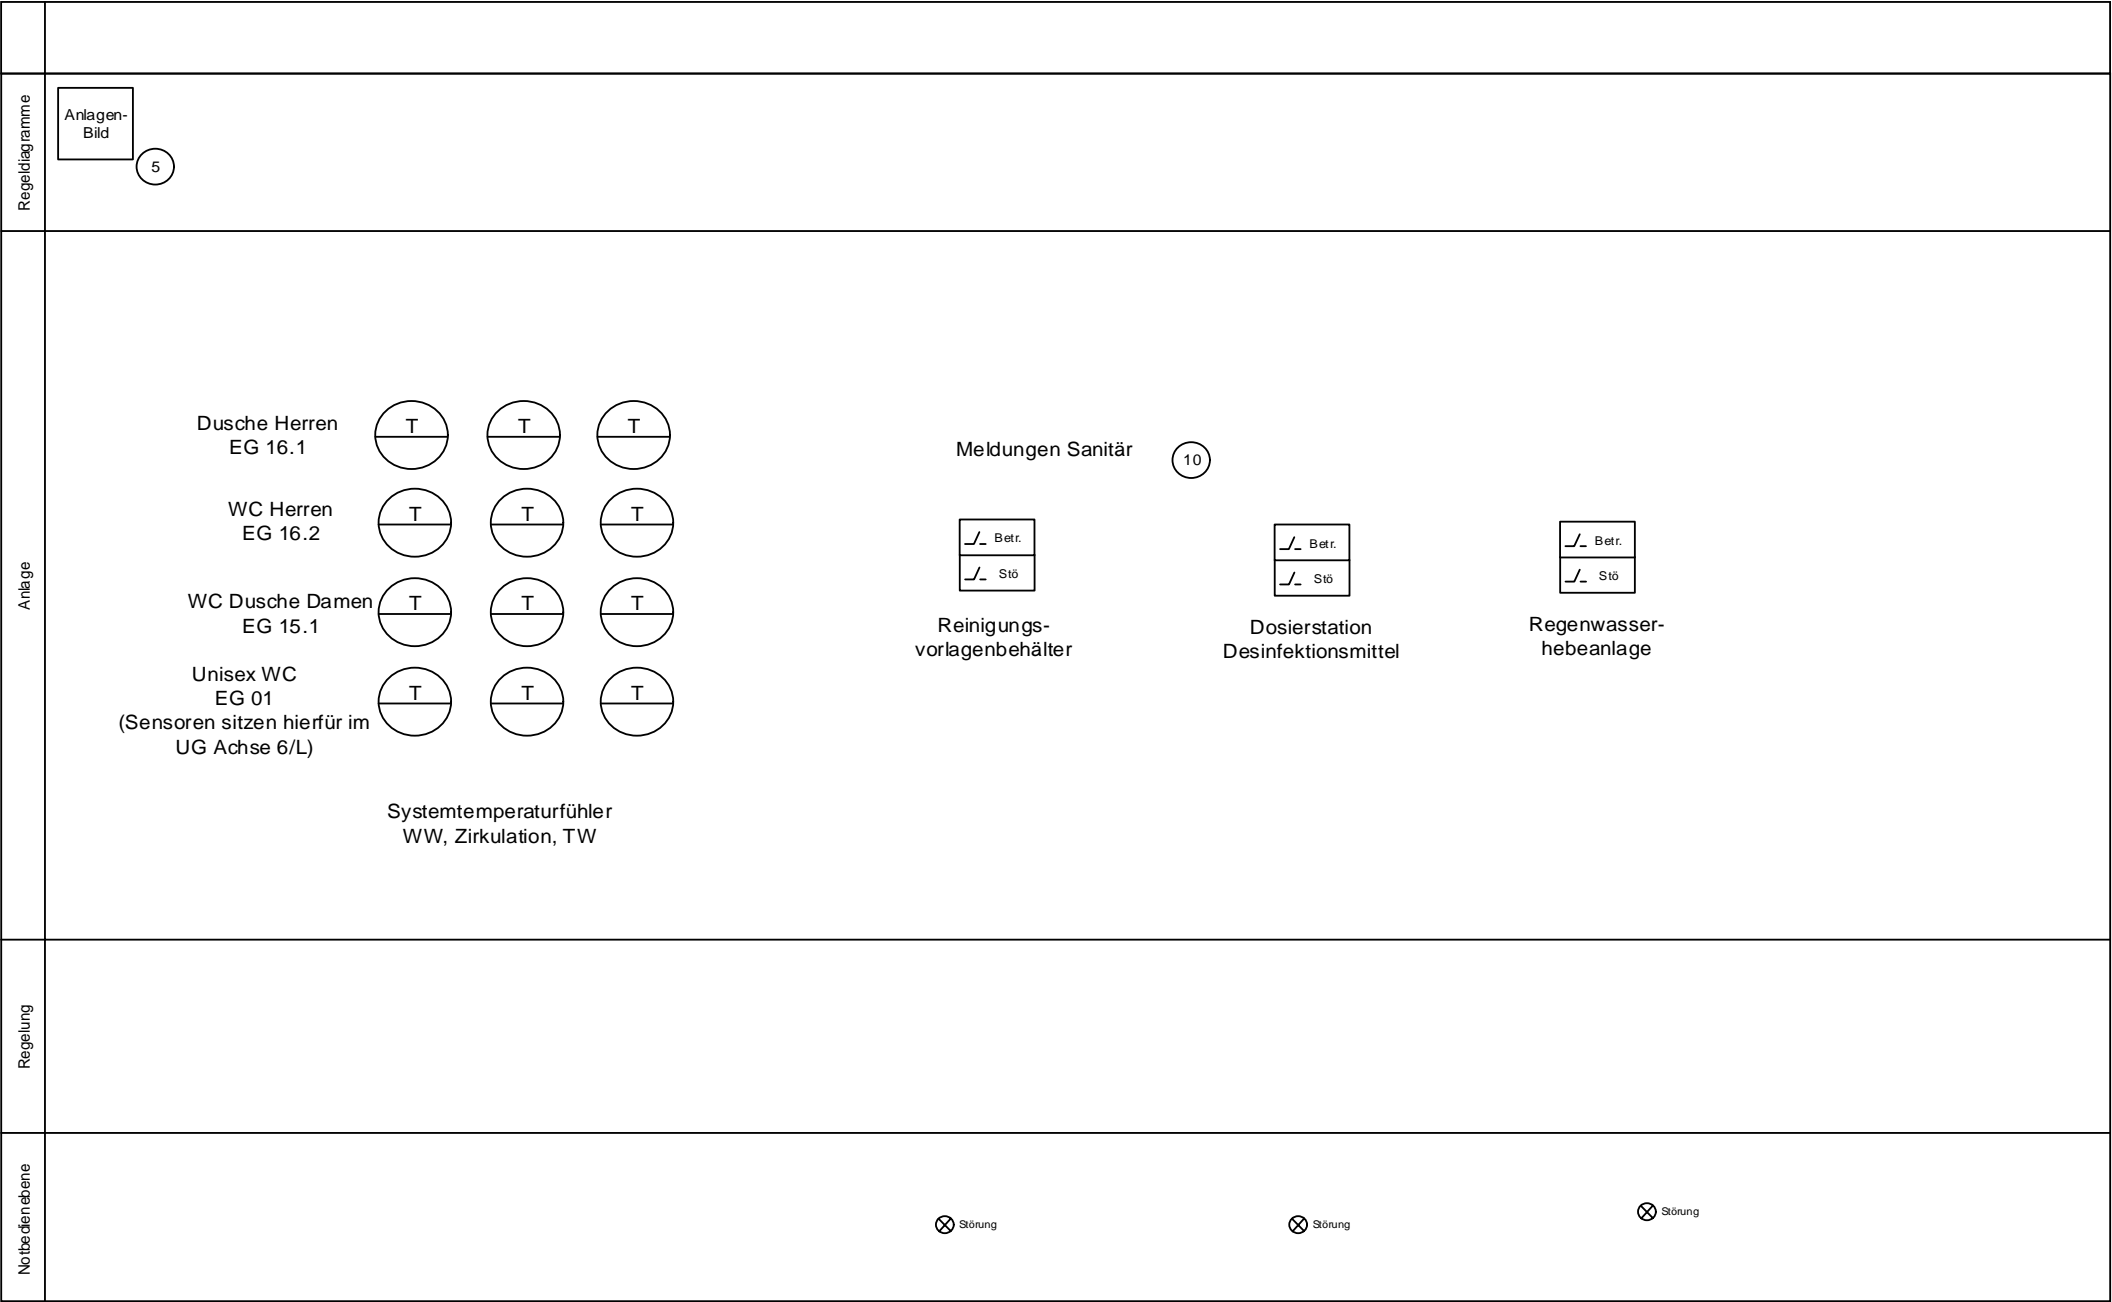 Regeldiagramme
Anlagen-
Bild
5
Anlage
Dusche Herren
EG 16.1
T T T
WC Herren
EG 16.2
T T T
WC Dusche Damen
EG 15.1
T T T
Unisex WC
EG 01
(Sensoren sitzen hierfür im
UG Achse 6/L)
T T T
Systemtemperaturfühler
WW, Zirkulation, TW
Meldungen Sanitär
10
Betr.
Stö
Reinigungs-
vorlagenbehälter
Betr.
Stö
Dosierstation
Desinfektionsmittel
Betr.
Stö
Regenwasser-
hebeanlage
Regelung
Notbedienebene
Störung
Störung
Störung